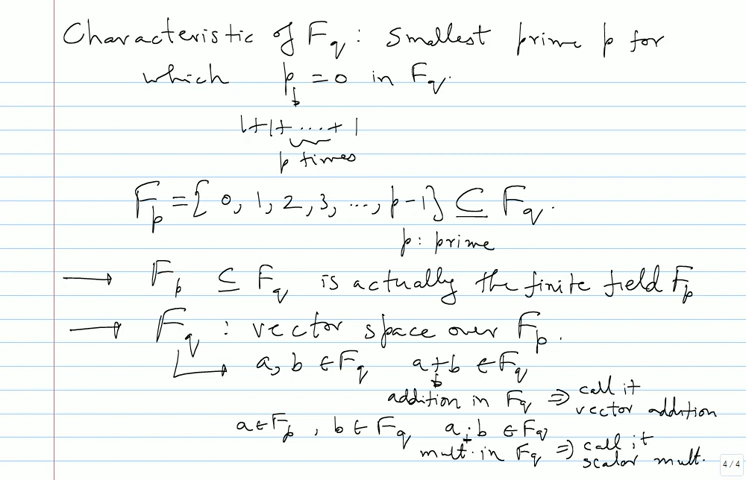 Characteristic of Fq : Smallest prime p for
which p = 0 in Fq.
1+1+ ... + 1
p times
Fp = { 0, 1, 2, 3, ..., p-1} ⊆ Fq.
p: prime
→ Fp ⊆ Fq is actually the finite field Fp
→ Fq : vector space over Fp.
a, b ∈ Fq a+b ∈ Fq
addition in Fq ⇒ call it
vector addition
a ∈ Fp, b ∈ Fq a·b ∈ Fq
mult. in Fq ⇒ call it
scalar mult.
4/4